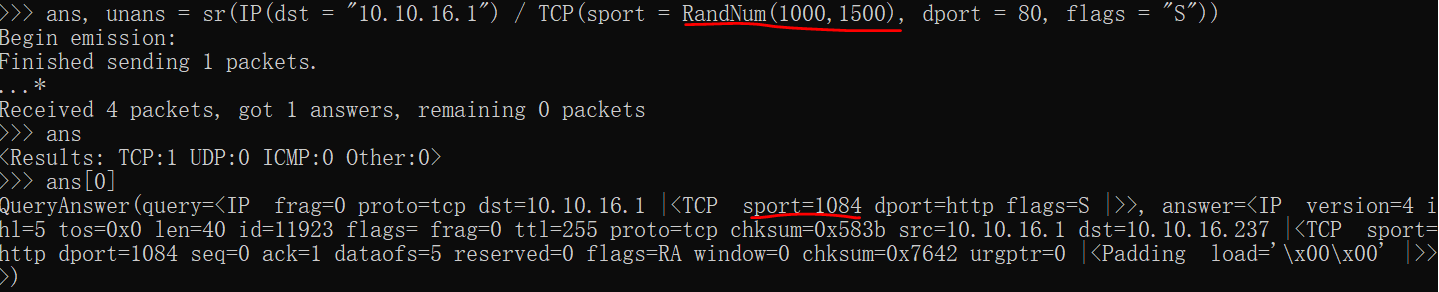 >>> ans, unans = sr(IP(dst = "10.10.16.1") / TCP(sport = RandNum(1000,1500), dport = 80, flags = "S"))
Begin emission:
Finished sending 1 packets.
...*
Received 4 packets, got 1 answers, remaining 0 packets
>>> ans
<Results: TCP:1 UDP:0 ICMP:0 Other:0>
>>> ans[0]
QueryAnswer(query=<IP  frag=0 proto=tcp dst=10.10.16.1 |<TCP  sport=1084 dport=http flags=S |>>, answer=<IP  version=4 i
hl=5 tos=0x0 len=40 id=11923 flags= frag=0 ttl=255 proto=tcp chksum=0x583b src=10.10.16.1 dst=10.10.16.237 |<TCP  sport=
http dport=1084 seq=0 ack=1 dataofs=5 reserved=0 flags=RA window=0 chksum=0x7642 urgptr=0 |<Padding  load='\x00\x00' |>>
>)